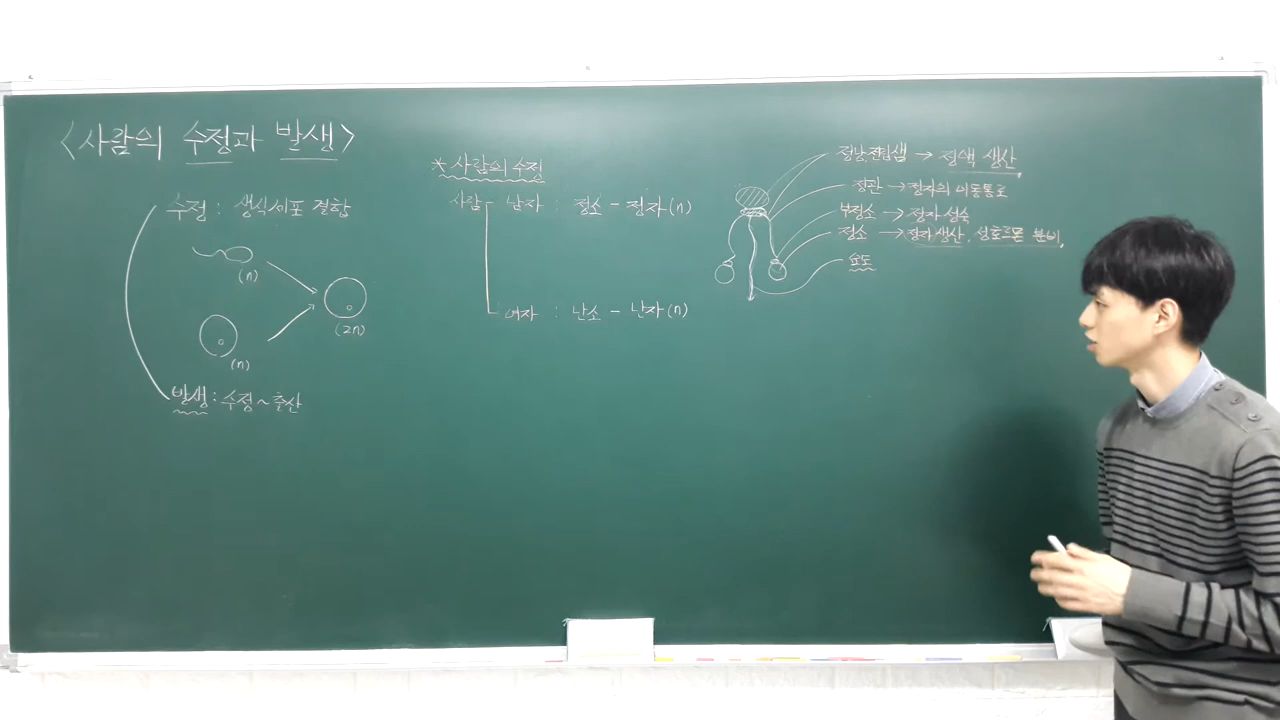 <사람의 수정과 발생>
수정 : 생식세포 결합
(n)
(2n)
(n)
발생 : 수정 ~ 출산
* 사람의 수정
사람 - 남자 : 정소 - 정자(n)
여자 : 난소 - 난자(n)
정낭,전립샘 → 정액 생산
정관 → 정자의 이동통로
부정소 → 정자 성숙
정소 → 정자 생산, 성호르몬 분비
요도